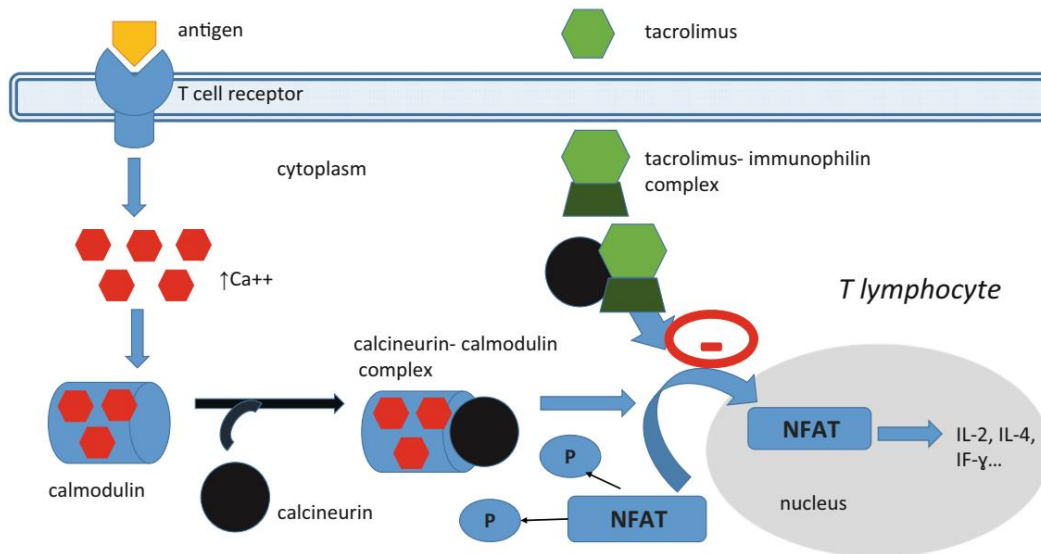 antigen
tacrolimus
T cell receptor
cytoplasm
tacrolimus- immunophilin
complex
↑Ca++
T lymphocyte
calcineurin- calmodulin
complex
NFAT
IL-2, IL-4,
IF-ɣ...
P
calmodulin
nucleus
calcineurin
P
NFAT